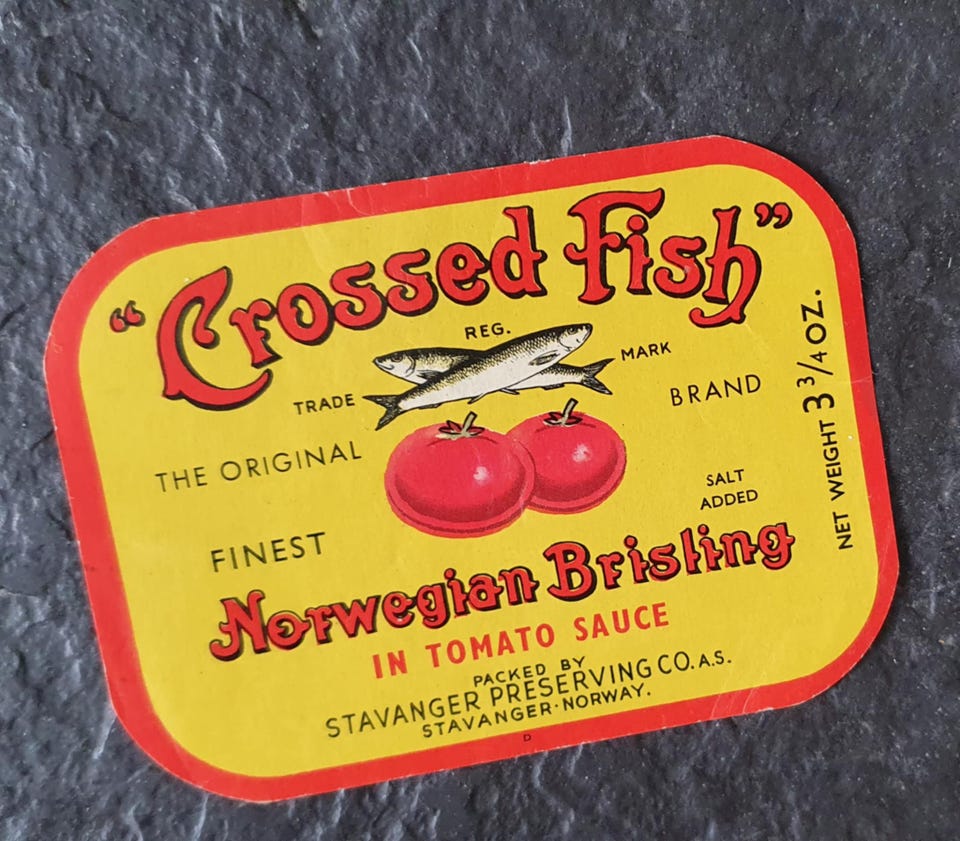 “Crossed Fish”
REG.
TRADE MARK
THE ORIGINAL BRAND
SALT
ADDED
FINEST
Norwegian Brisling
IN TOMATO SAUCE
PACKED BY
STAVANGER PRESERVING CO. A.S.
STAVANGER·NORWAY.
D
NET WEIGHT 3 3/4 OZ.